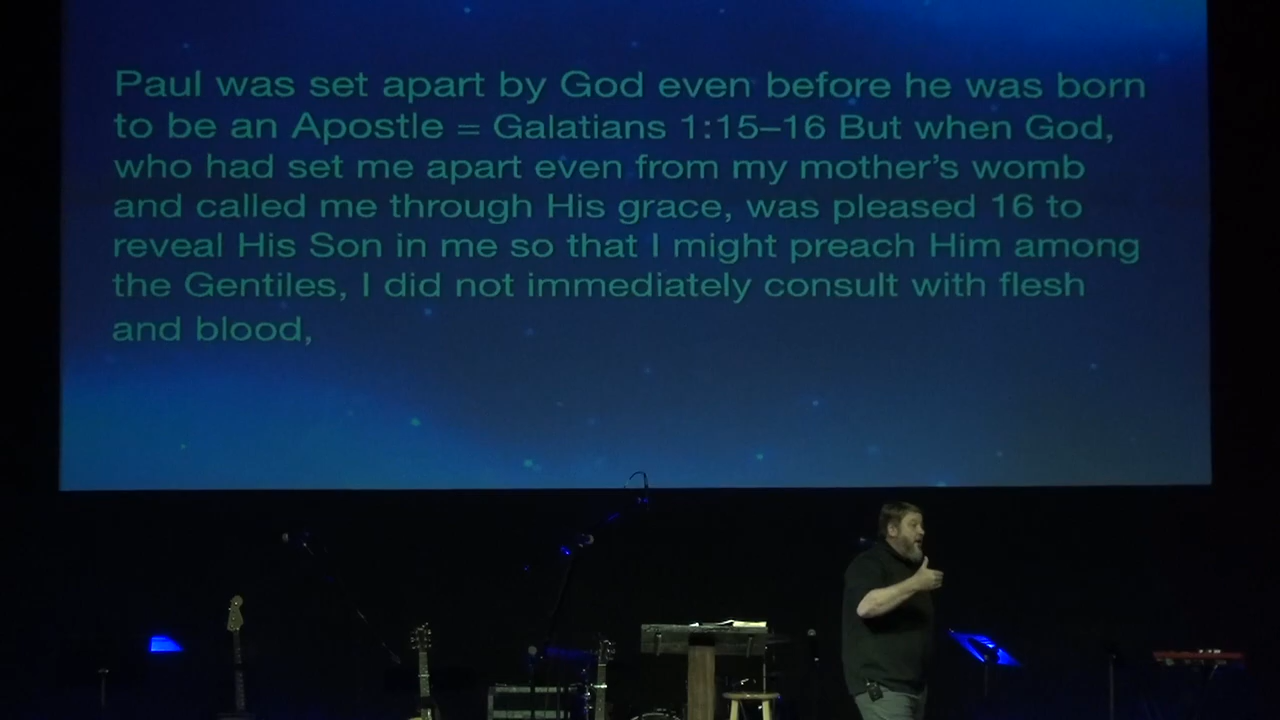 Paul was set apart by God even before he was born
to be an Apostle = Galatians 1:15–16 But when God,
who had set me apart even from my mother’s womb
and called me through His grace, was pleased 16 to
reveal His Son in me so that I might preach Him among
the Gentiles, I did not immediately consult with flesh
and blood,